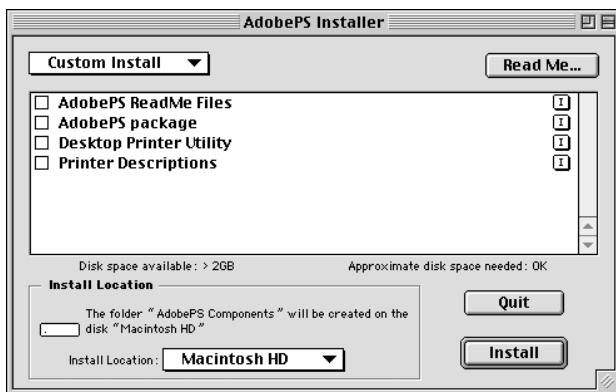 AdobePS Installer
Custom Install
Read Me...
AdobePS ReadMe Files
AdobePS package
Desktop Printer Utility
Printer Descriptions
Disk space available: > 2GB
Approximate disk space needed: 0K
Install Location
The folder "AdobePS Components" will be created on the
disk "Macintosh HD"
Install Location: Macintosh HD
Quit
Install